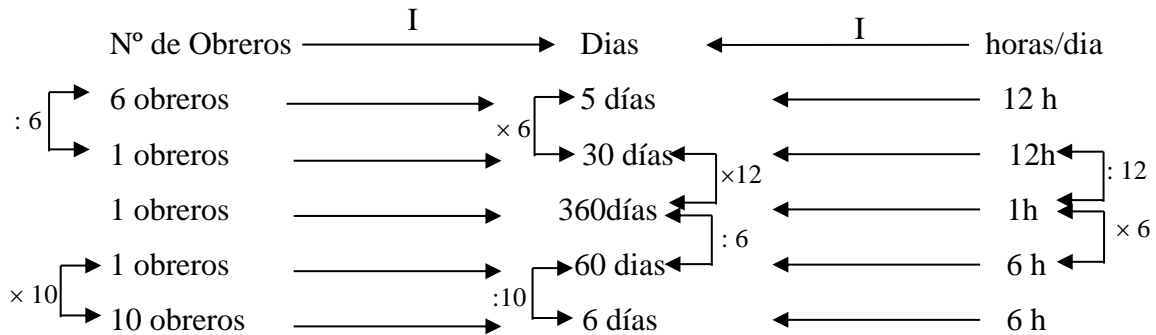 I I
Nº de Obreros Dias horas/dia
6 obreros 5 días 12 h
: 6 × 6
1 obreros 30 días 12h
×12 : 12
1 obreros 360días 1h
: 6 × 6
1 obreros 60 dias 6 h
× 10 :10
10 obreros 6 días 6 h